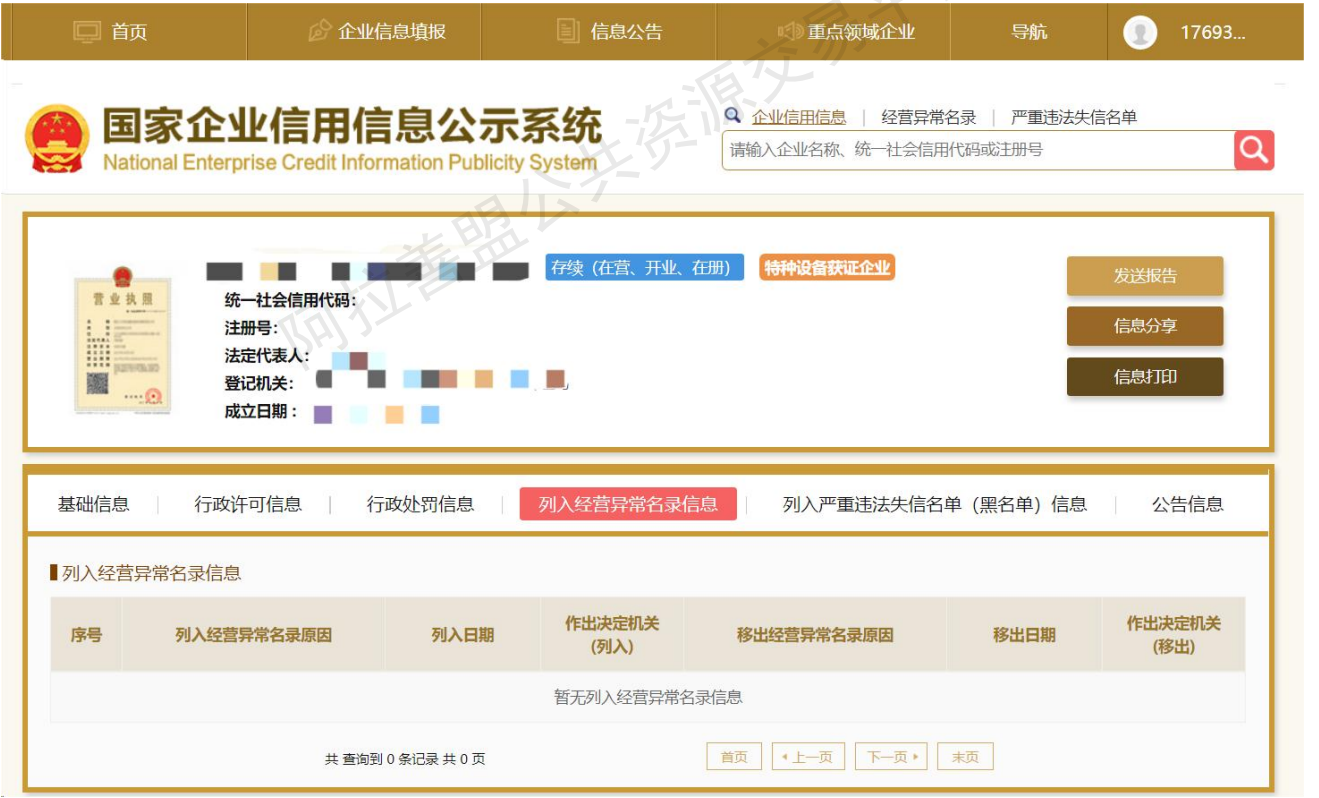 首页 企业信息填报 信息公告 重点领域企业 导航 17693...
国家企业信用信息公示系统
National Enterprise Credit Information Publicity System
企业信用信息 | 经营异常名录 | 严重违法失信名单
请输入企业名称、统一社会信用代码或注册号
存续（在营、开业、在册） 特种设备获证企业
营业执照
统一社会信用代码:
注册号:
法定代表人:
登记机关:
成立日期：
发送报告
信息分享
信息打印
基础信息 | 行政许可信息 | 行政处罚信息 | 列入经营异常名录信息 列入严重违法失信名单（黑名单）信息 | 公告信息
列入经营异常名录信息
序号 列入经营异常名录原因 列入日期 作出决定机关(列入) 移出经营异常名录原因 移出日期 作出决定机关(移出)
暂无列入经营异常名录信息
共 查询到 0 条记录 共 0 页 首页 上一页 下一页 末页
阿拉善盟公共资源交易平